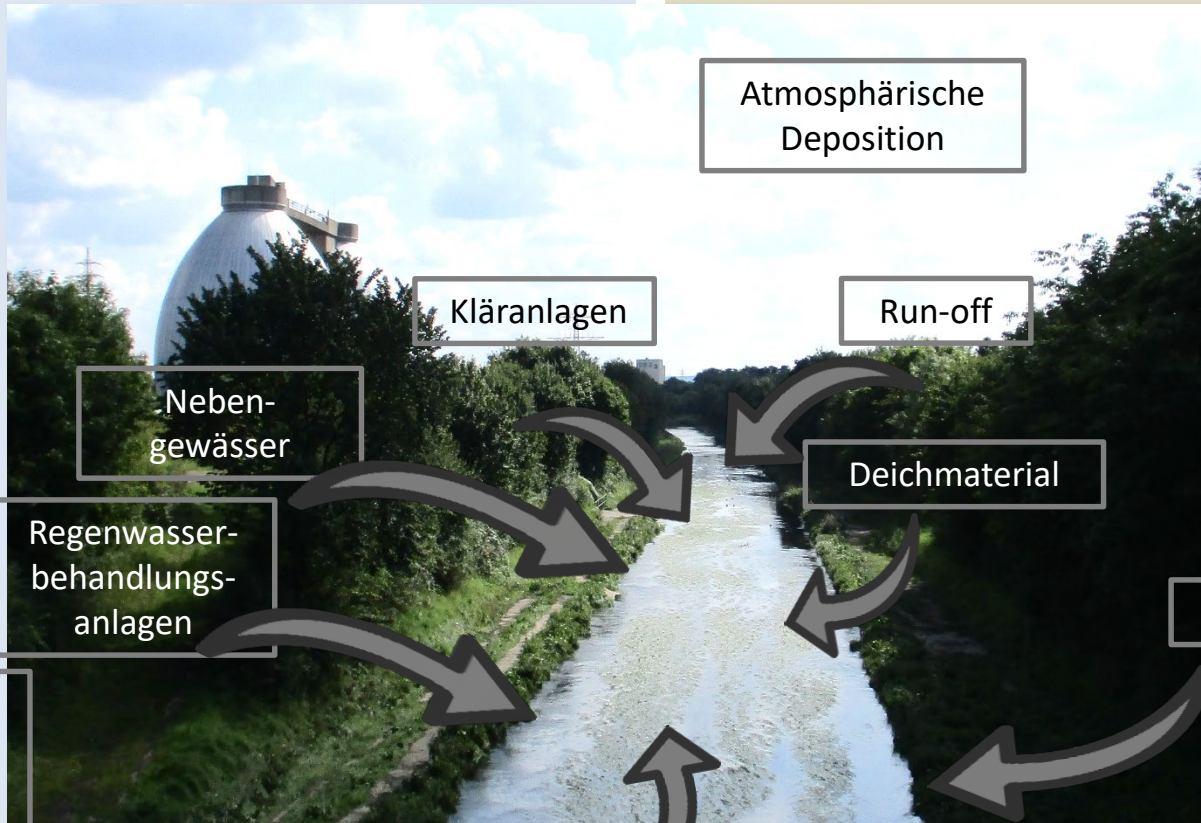 Atmosphärische
Deposition
Kläranlagen
Run-off
Neben-
gewässer
Deichmaterial
Regenwasser-
behandlungs-
anlagen